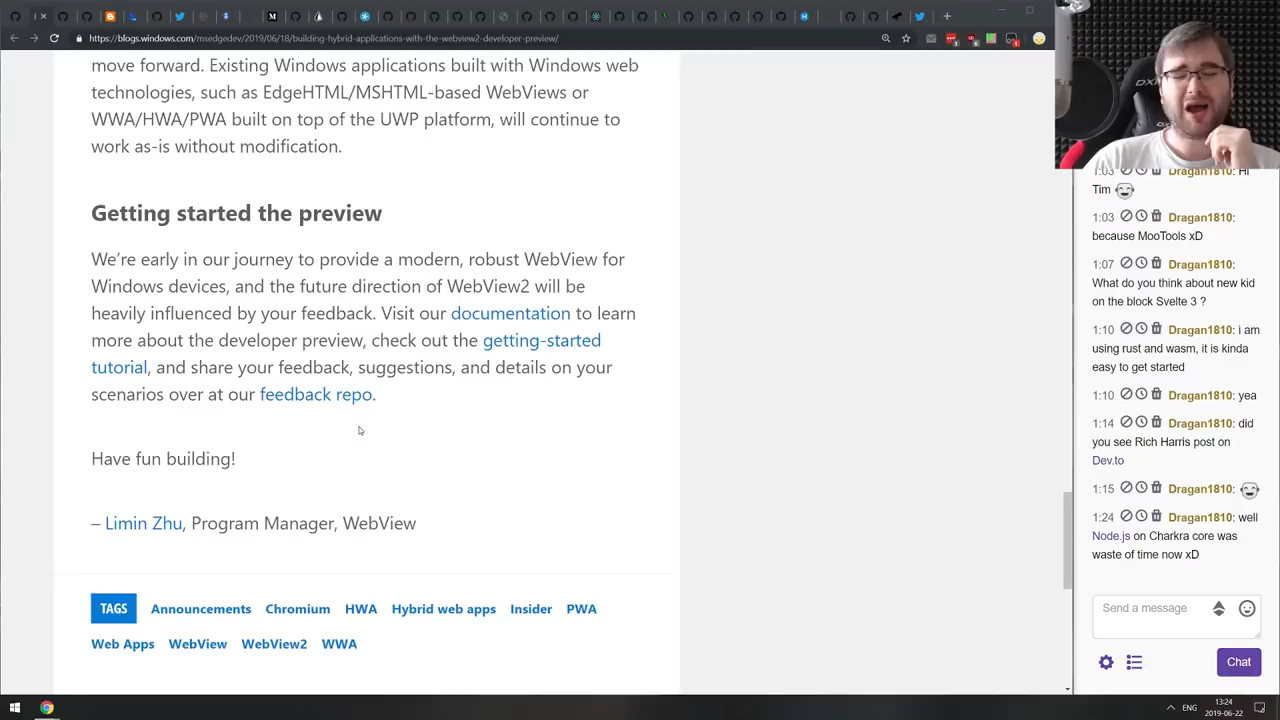 https://blogs.windows.com/msedgedev/2019/06/18/building-hybrid-applications-with-the-webview2-developer-preview/
move forward. Existing Windows applications built with Windows web
technologies, such as EdgeHTML/MSHTML-based WebViews or
WWA/HWA/PWA built on top of the UWP platform, will continue to
work as-is without modification.
Getting started the preview
We're early in our journey to provide a modern, robust WebView for
Windows devices, and the future direction of WebView2 will be
heavily influenced by your feedback. Visit our documentation to learn
more about the developer preview, check out the getting-started
tutorial, and share your feedback, suggestions, and details on your
scenarios over at our feedback repo.
Have fun building!
– Limin Zhu, Program Manager, WebView
TAGS Announcements Chromium HWA Hybrid web apps Insider PWA
Web Apps WebView WebView2 WWA
1:03 Dragan1810: Hi
Tim
1:03 Dragan1810:
because MooTools xD
1:07 Dragan1810:
What do you think about new kid
on the block Svelte 3 ?
1:10 Dragan1810: i am
using rust and wasm, it is kinda
easy to get started
1:10 Dragan1810: yea
1:14 Dragan1810: did
you see Rich Harris post on
Dev.to
1:15 Dragan1810:
1:24 Dragan1810: well
Node.js on Charkra core was
waste of time now xD
Send a message
Chat
ENG
13:24
2019-06-22